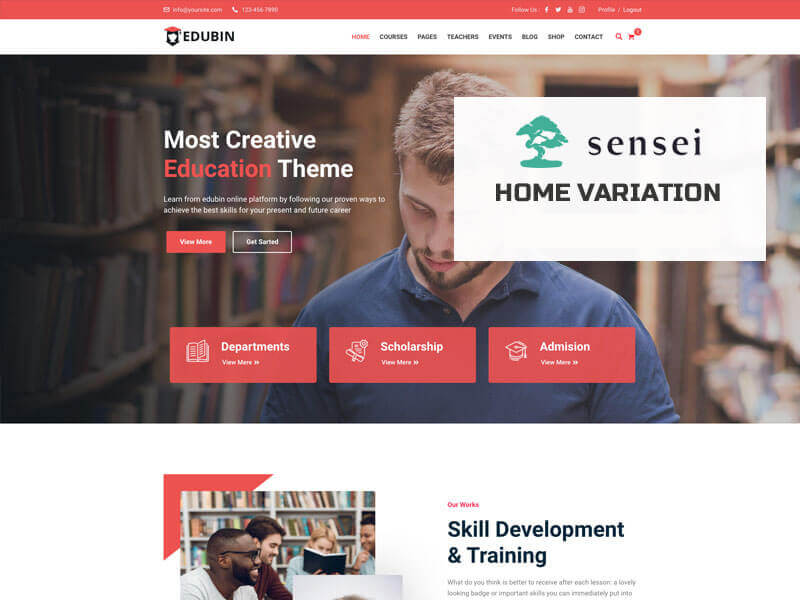 info@yoursite.com
123-456-7890
Follow Us :
Profile / Logout
EDUBIN
HOME COURSES PAGES TEACHERS EVENTS BLOG SHOP CONTACT
sensei
HOME VARIATION
Most Creative
Education Theme
Learn from edubin online platform by following our proven ways to
achieve the best skills for your present and future career
View More
Get Sarted
Departments
View More
Scholarship
View More
Admision
View More
Our Works
Skill Development
& Training
What do you think is better to receive after each lesson: a lovely
looking badge or important skills you can immediately put into